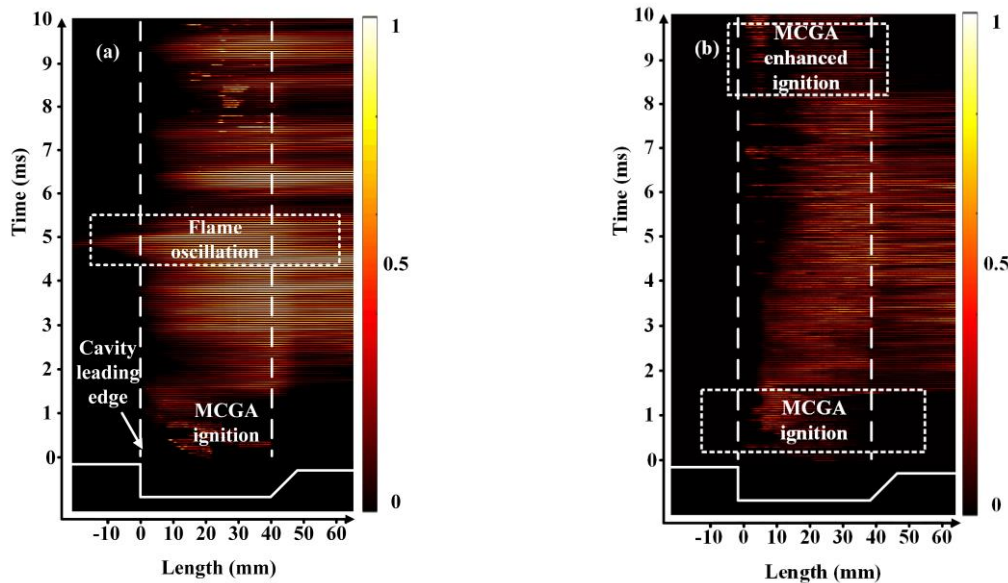 (a)
10
9
8
7
6
5
4
3
2
1
0
Time (ms)
Flame
oscillation
Cavity
leading
edge
MCGA
ignition
-10 0 10 20 30 40 50 60
Length (mm)
1
0.5
0
(b)
10
9
8
7
6
5
4
3
2
1
0
Time (ms)
MCGA
enhanced
ignition
MCGA
ignition
-10 0 10 20 30 40 50 60
Length (mm)
1
0.5
0